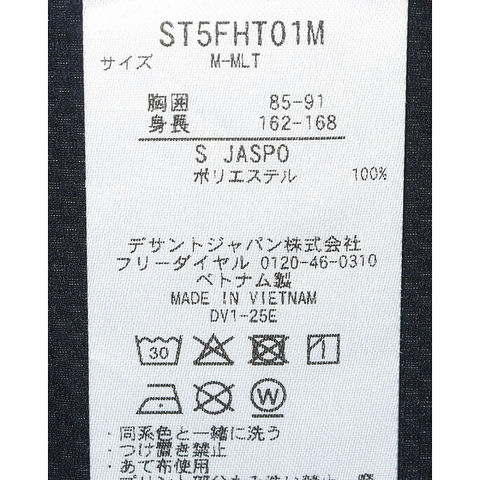 ST5FHT01M
サイズ M-MLT
胸囲 85-91
身長 162-168
S JASPO
ポリエステル 100%
デサントジャパン株式会社
フリーダイヤル 0120-46-0310
ベトナム製
MADE IN VIETNAM
DV1-25E
30
W
・同系色と一緒に洗う
・つけ置き禁止
・あて布使用